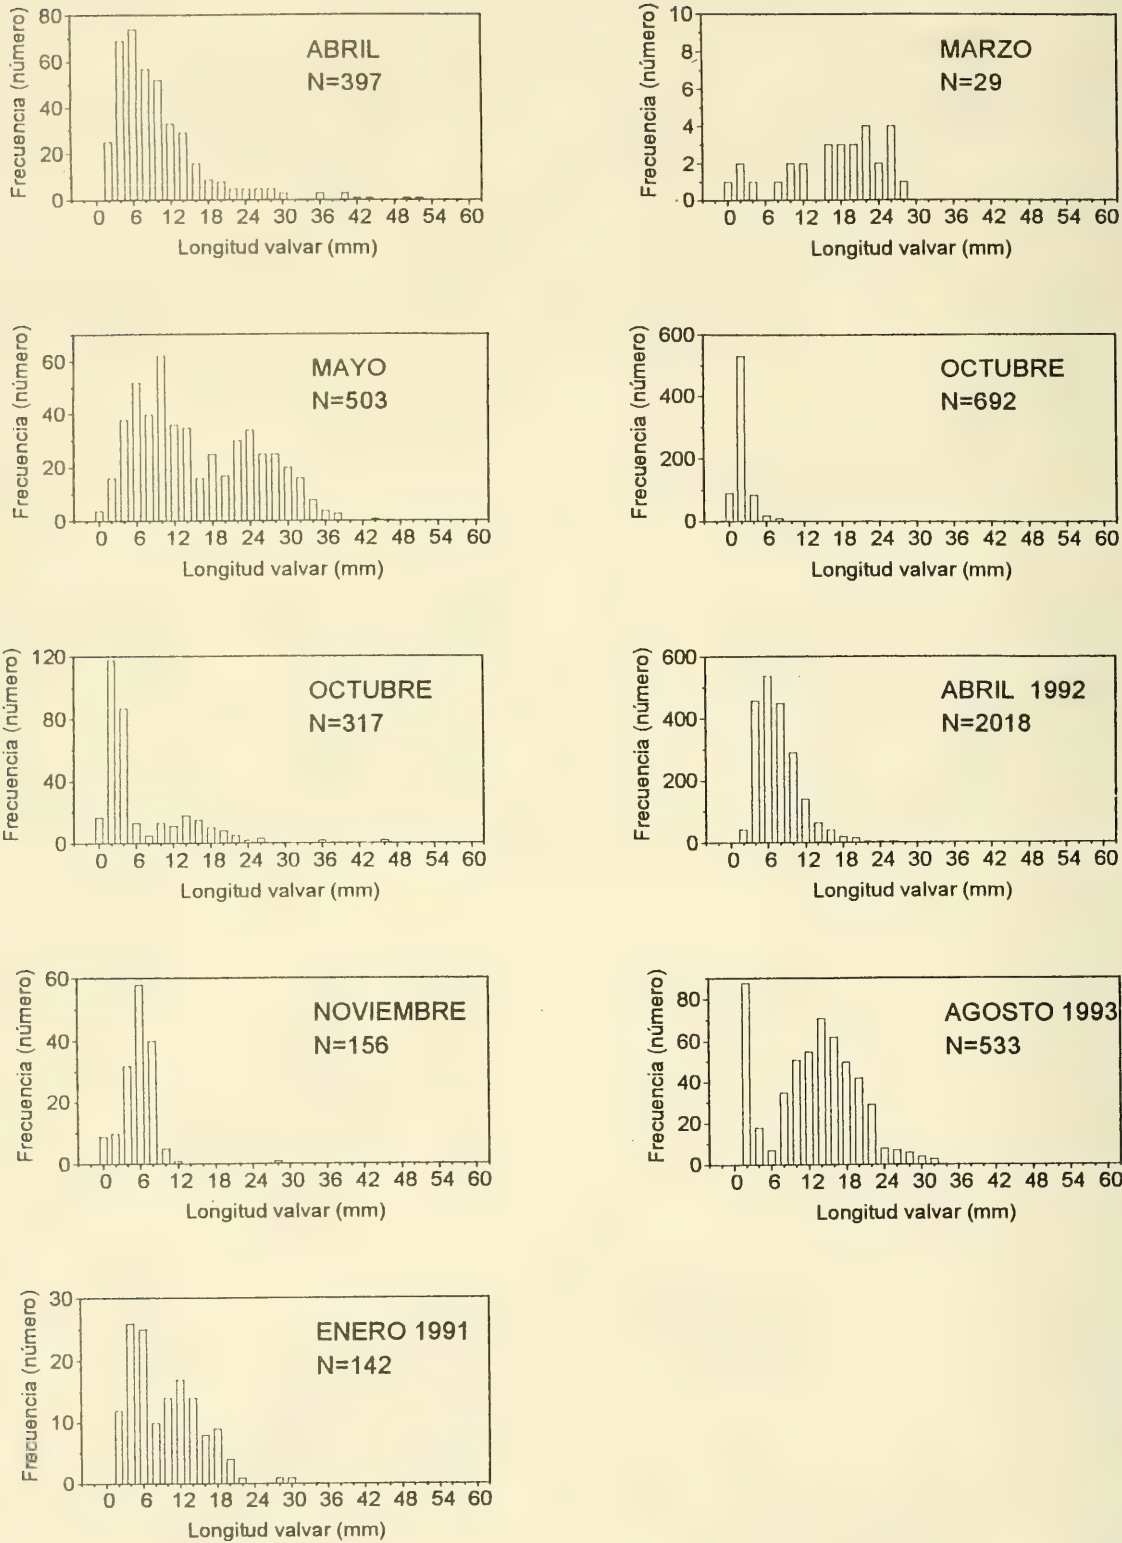 Frecuencia (número)
80
60
40
20
0
ABRIL
N=397
0 6 12 18 24 30 36 42 48 54 60
Longitud valvar (mm)
Frecuencia (número)
60
40
20
0
MAYO
N=503
0 6 12 18 24 30 36 42 48 54 60
Longitud valvar (mm)
Frecuencia (número)
120
80
40
0
OCTUBRE
N=317
0 6 12 18 24 30 36 42 48 54 60
Longitud valvar (mm)
Frecuencia (número)
60
40
20
0
NOVIEMBRE
N=156
0 6 12 18 24 30 36 42 48 54 60
Longitud valvar (mm)
Frecuencia (número)
30
20
10
0
ENERO 1991
N=142
0 6 12 18 24 30 36 42 48 54 60
Longitud valvar (mm)
Frecuencia (número)
10
8
6
4
2
0
MARZO
N=29
0 6 12 18 24 30 36 42 48 54 60
Longitud valvar (mm)
Frecuencia (número)
600
400
200
0
OCTUBRE
N=692
0 6 12 18 24 30 36 42 48 54 60
Longitud valvar (mm)
Frecuencia (número)
600
400
200
0
ABRIL 1992
N=2018
0 6 12 18 24 30 36 42 48 54 60
Longitud valvar (mm)
Frecuencia (número)
80
60
40
20
0
AGOSTO 1993
N=533
0 6 12 18 24 30 36 42 48 54 60
Longitud valvar (mm)